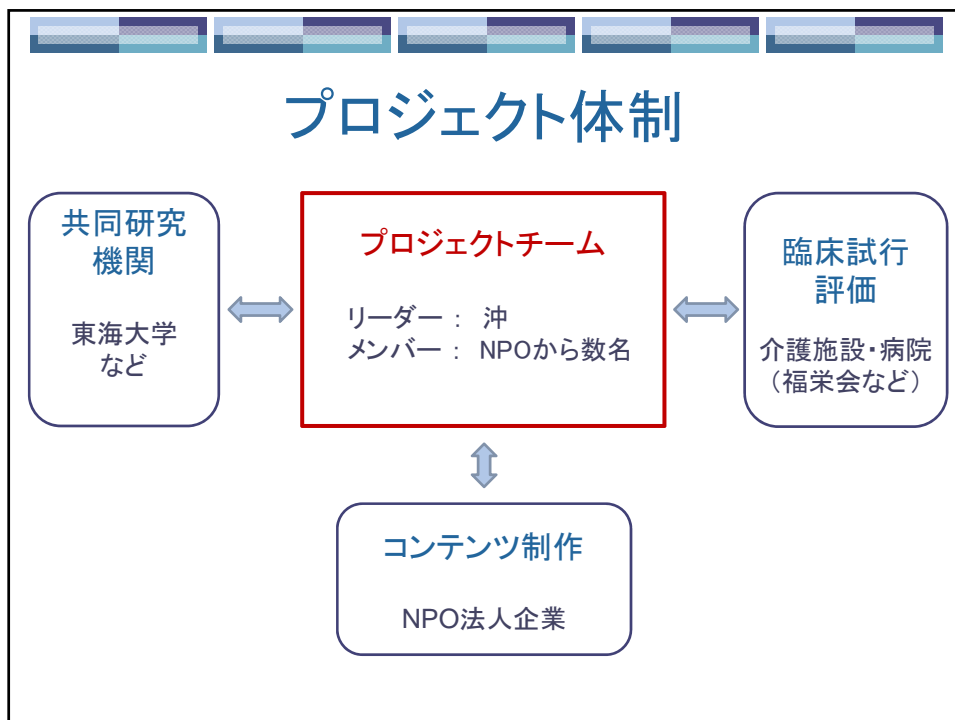 プロジェクト体制
共同研究
機関
東海大学
など
プロジェクトチーム
リーダー： 沖
メンバー： NPOから数名
臨床試行
評価
介護施設・病院
（福栄会など）
コンテンツ制作
NPO法人企業